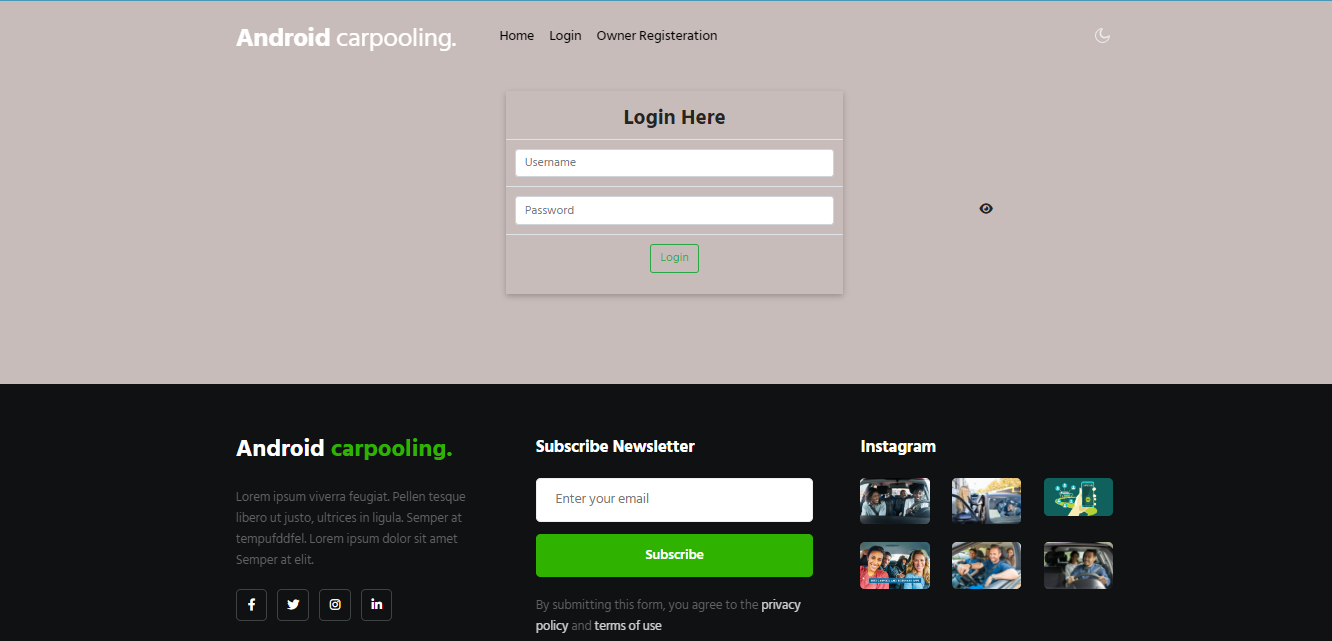 Android carpooling.
Home Login Owner Registeration
Login Here
Username
Password
Login
Android carpooling.
Lorem ipsum viverra feugiat. Pellen tesque
libero ut justo, ultrices in ligula. Semper at
tempufddfel. Lorem ipsum dolor sit amet
Semper at elit.
Subscribe Newsletter
Enter your email
Subscribe
By submitting this form, you agree to the privacy
policy and terms of use
Instagram